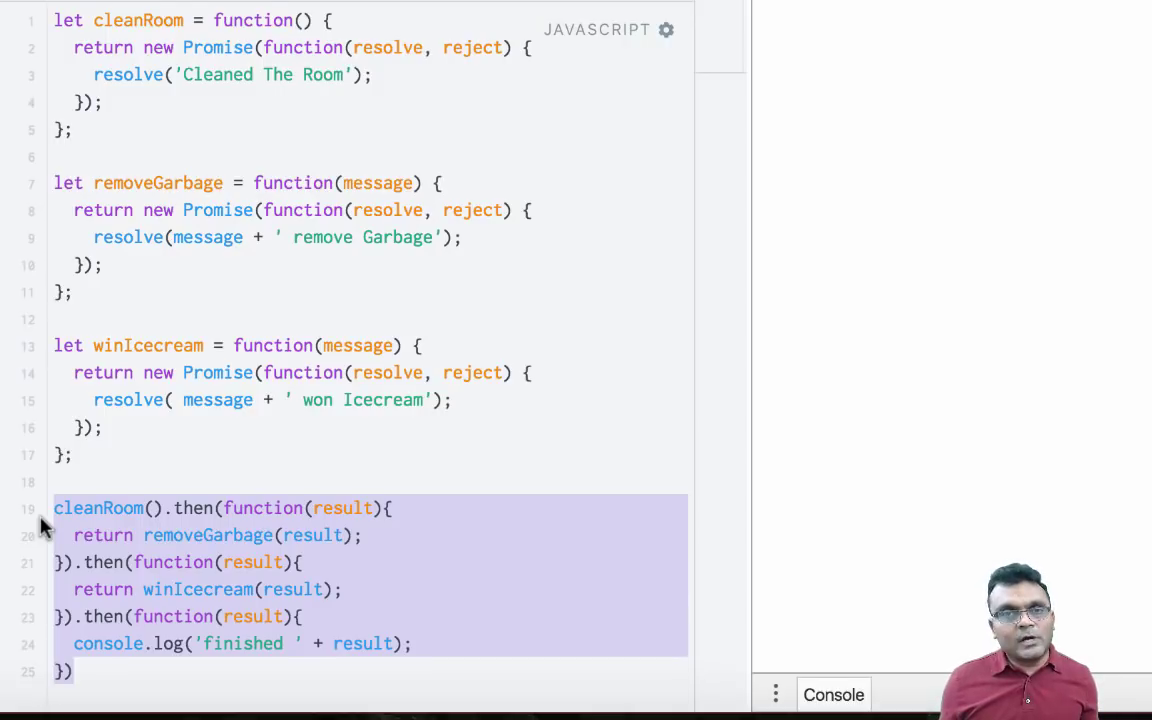 1 let cleanRoom = function() {
JAVASCRIPT
2 return new Promise(function(resolve, reject) {
3 resolve('Cleaned The Room');
4 });
5 };
6
7 let removeGarbage = function(message) {
8 return new Promise(function(resolve, reject) {
9 resolve(message + ' remove Garbage');
10 });
11 };
12
13 let winIcecream = function(message) {
14 return new Promise(function(resolve, reject) {
15 resolve( message + ' won Icecream');
16 });
17 };
18
19 cleanRoom().then(function(result){
20 return removeGarbage(result);
21 }).then(function(result){
22 return winIcecream(result);
23 }).then(function(result){
24 console.log('finished ' + result);
25 })
Console